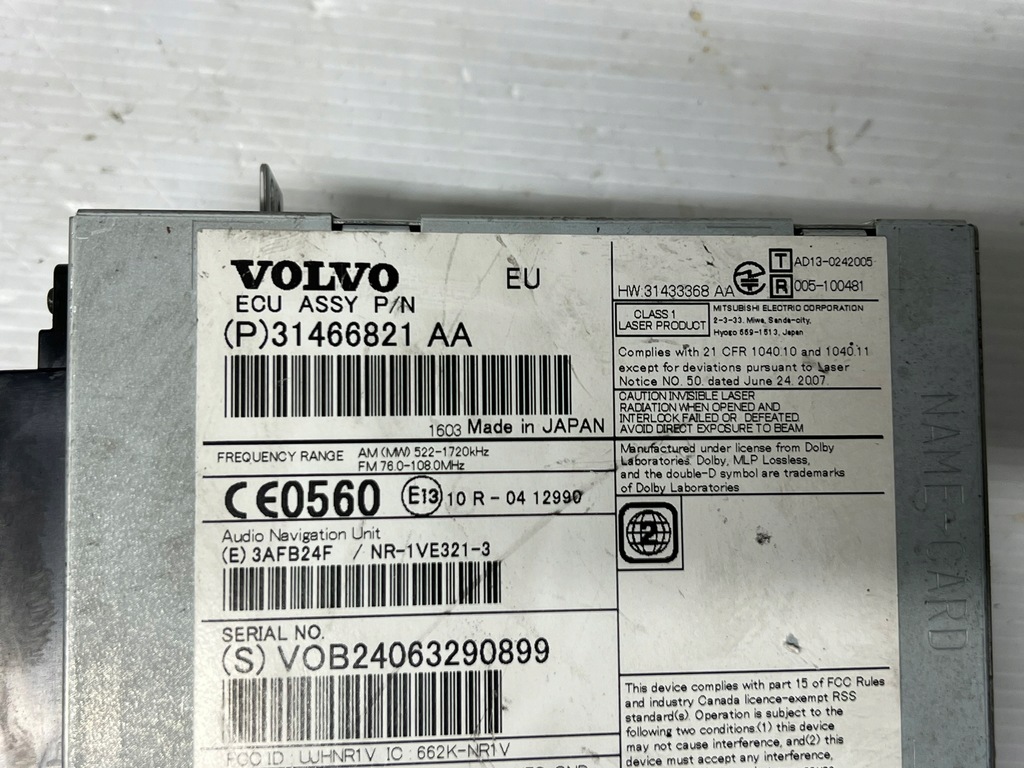 VOLVO
EU
ECU ASSY P/N
(P)31466821 AA
1603 Made in JAPAN
FREQUENCY RANGE
AM (MW) 522-1720kHz
FM 76.0-108.0MHz
CE0560 E13 10 R - 04 12990
Audio Navigation Unit
(E) 3AFB24F / NR-1VE321-3
SERIAL NO.
(S) VOB24063290899
FCC ID : UJHNR1V IC : 662K-NR1V
HW:31433368 AA
T AD13-0242005
R 005-100481
CLASS 1
LASER PRODUCT
MITSUBISHI ELECTRIC CORPORATION
2-3-33, Miwa, Sanda-city,
Hyogo 669-1513, Japan
Complies with 21 CFR 1040.10 and 1040.11
except for deviations pursuant to Laser
Notice NO. 50. dated June 24. 2007.
CAUTION INVISIBLE LASER
RADIATION WHEN OPENED AND
INTERLOCK FAILED OR DEFEATED.
AVOID DIRECT EXPOSURE TO BEAM
Manufactured under license from Dolby
Laboratories. Dolby, MLP Lossless,
and the double-D symbol are trademarks
of Dolby Laboratories
2
This device complies with part 15 of FCC Rules
and industry Canada licence-exempt RSS
standard(s). Operation is subject to the
following two conditions:(1) this device
may not cause interference, and(2) this
device must accept any interference,
NAME-CARD